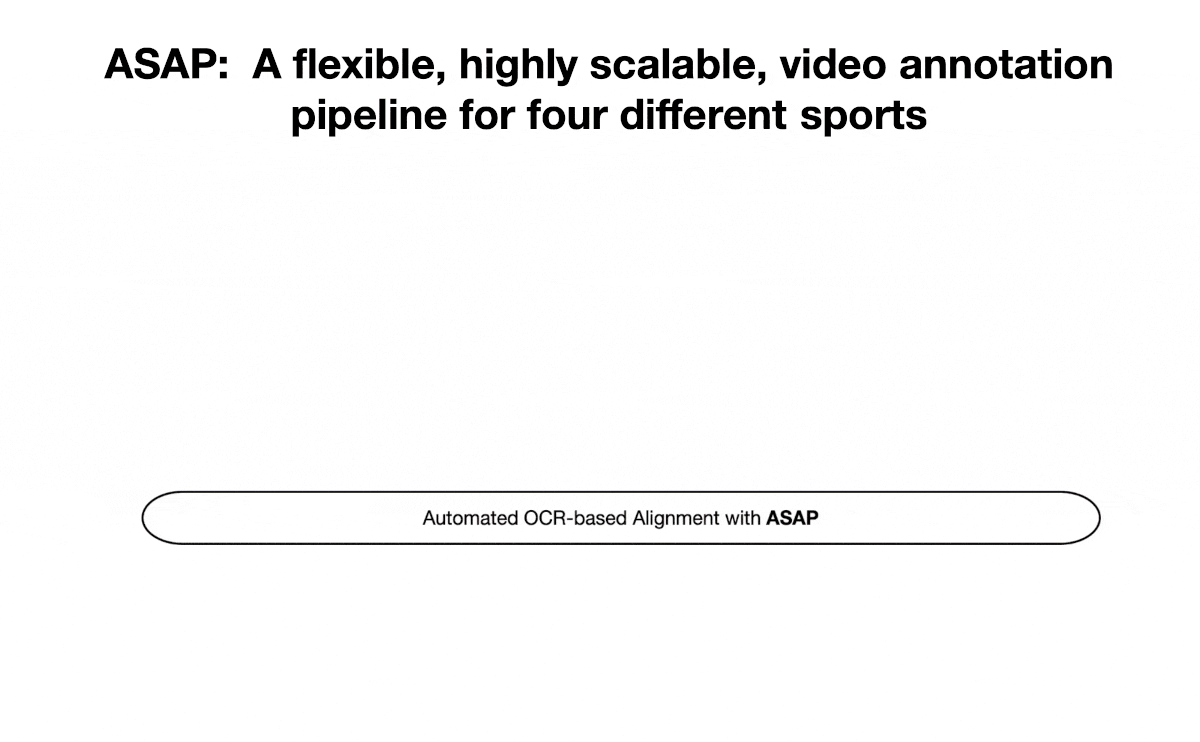 ASAP: A flexible, highly scalable, video annotation
pipeline for four different sports
Automated OCR-based Alignment with ASAP